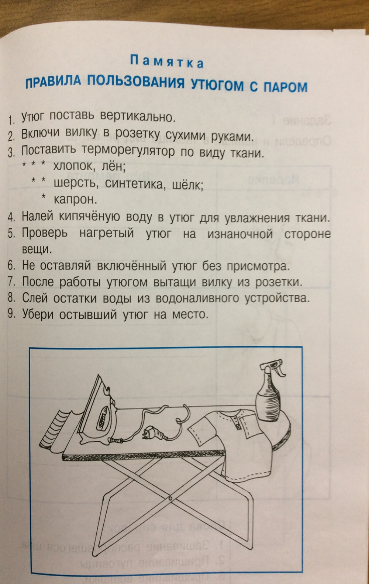 Памятка
ПРАВИЛА ПОЛЬЗОВАНИЯ УТЮГОМ С ПАРОМ
1. Утюг поставь вертикально.
2. Включи вилку в розетку сухими руками.
3. Поставить терморегулятор по виду ткани.
* * * хлопок, лён;
* * шерсть, синтетика, шёлк;
* капрон.
4. Налей кипячёную воду в утюг для увлажнения ткани.
5. Проверь нагретый утюг на изнаночной стороне
вещи.
6. Не оставляй включённый утюг без присмотра.
7. После работы утюгом вытащи вилку из розетки.
8. Слей остатки воды из водоналивного устройства.
9. Убери остывший утюг на место.